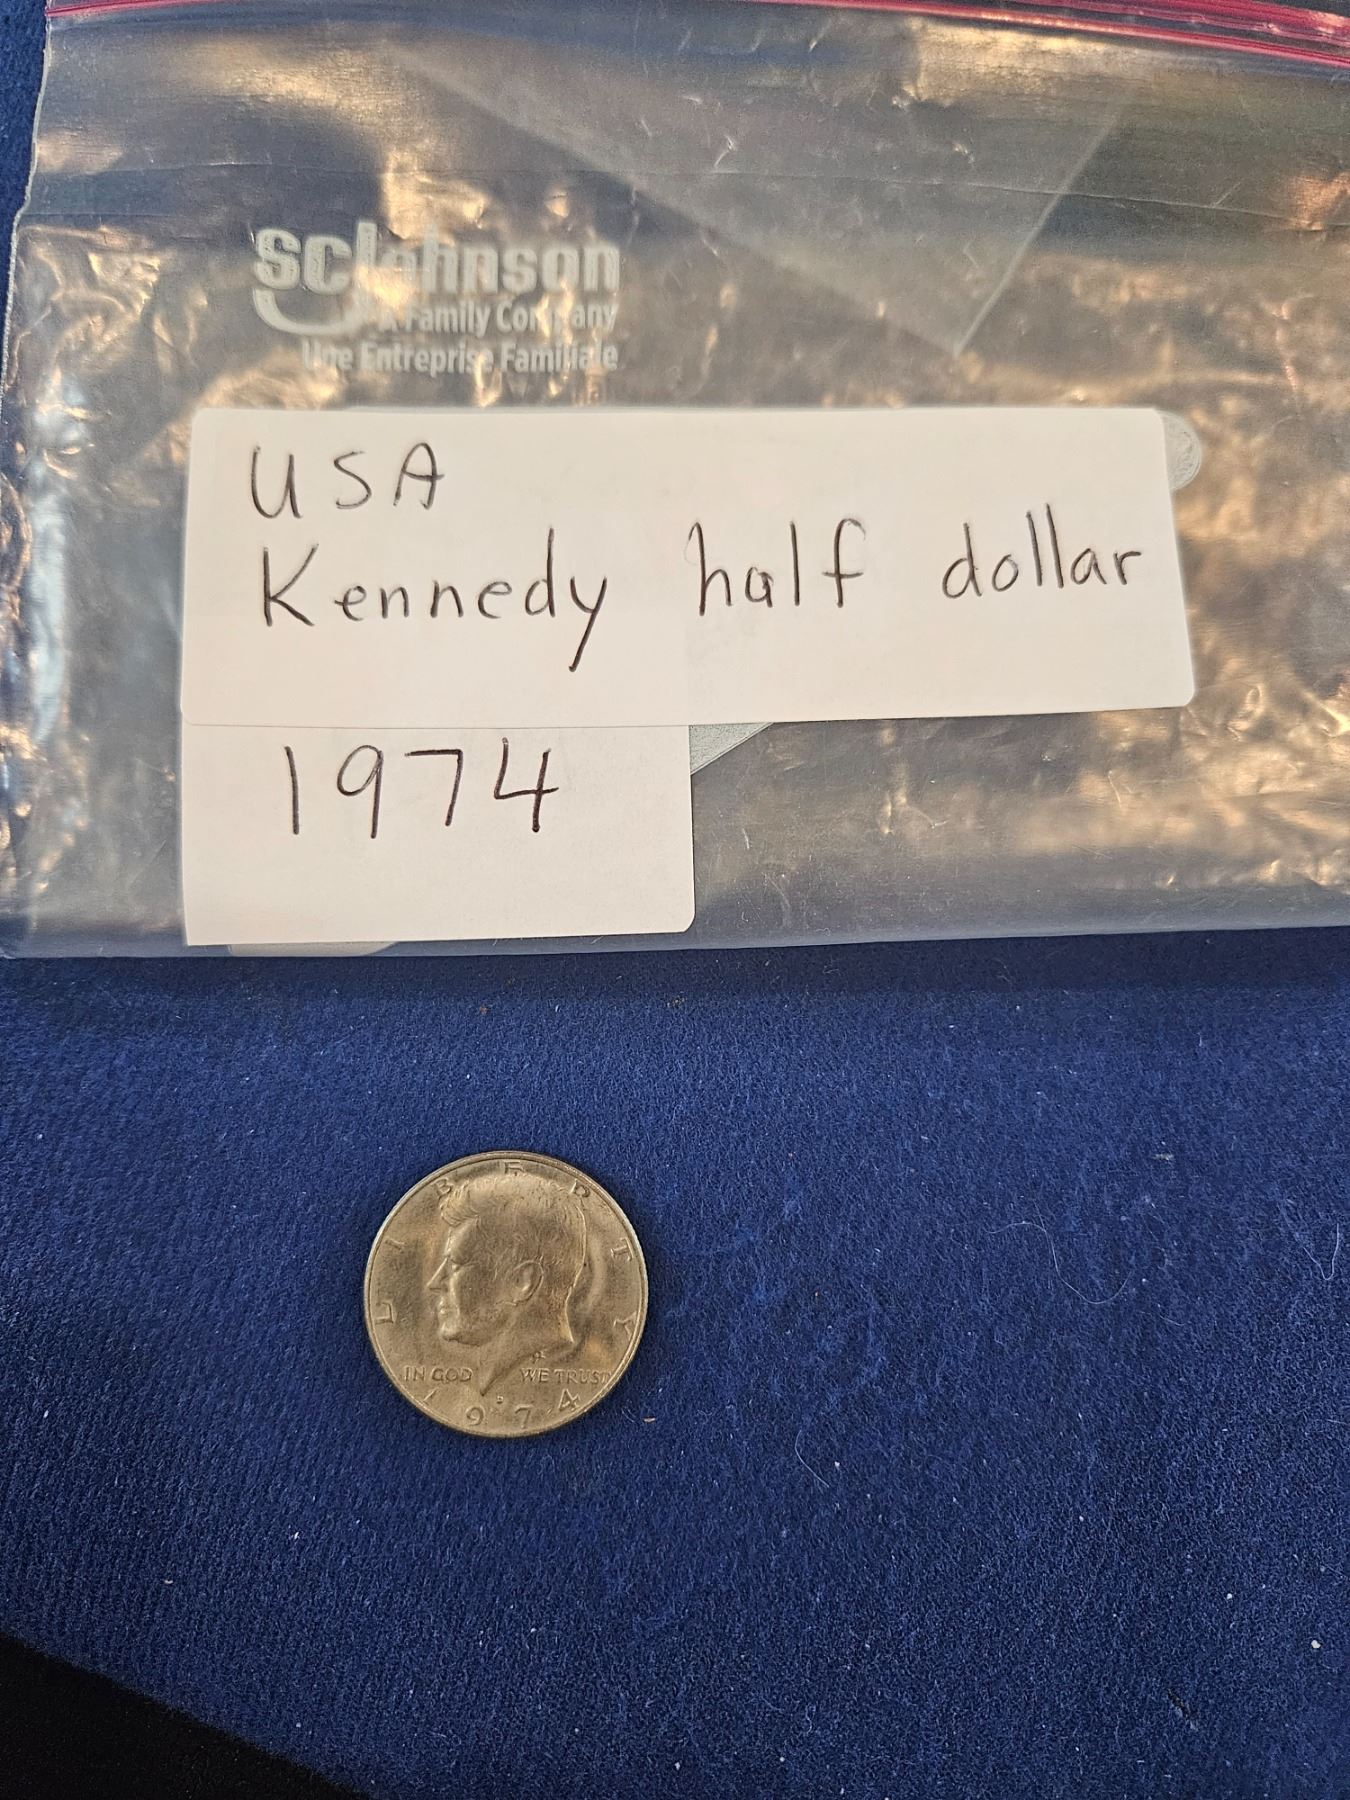 scJohnson
A Family Company
Une Entreprise Familiale
USA
Kennedy half dollar
1974
LIBERTY
IN GOD WE TRUST
D
1974